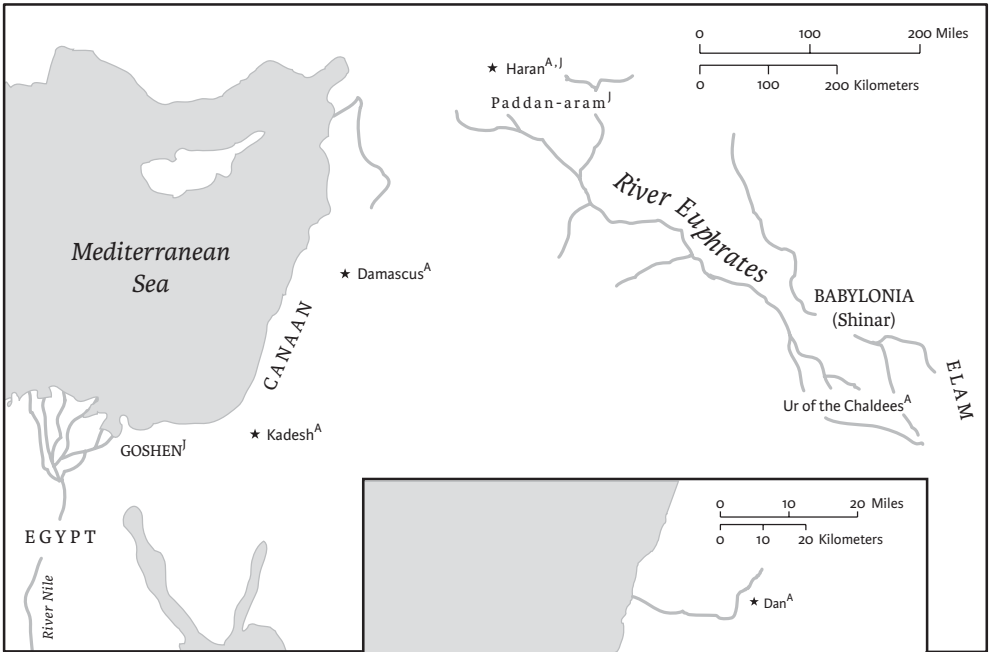 0 100 200 Miles
0 100 200 Kilometers
Haran^A, J
Paddan-aram^J
River Euphrates
Mediterranean
Sea
Damascus^A
CANAAN
BABYLONIA
(Shinar)
ELAM
Ur of the Chaldees^A
Kadesh^A
GOSHEN^J
EGYPT
River Nile
0 10 20 Miles
0 10 20 Kilometers
Dan^A